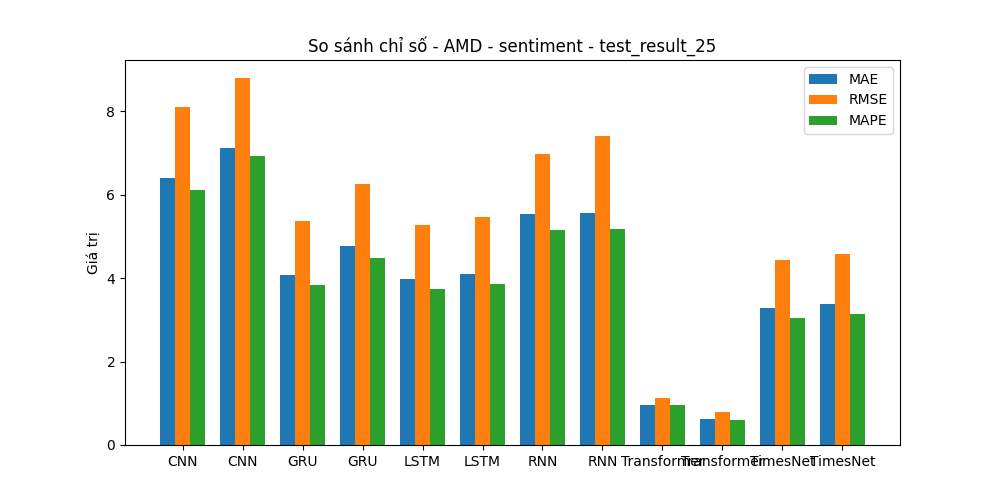 So sánh chỉ số - AMD - sentiment - test_result_25
MAE
RMSE
MAPE
Giá trị
8
6
4
2
0
CNN CNN GRU GRU LSTM LSTM RNN RNN Transformer Transformer TimesNet TimesNet